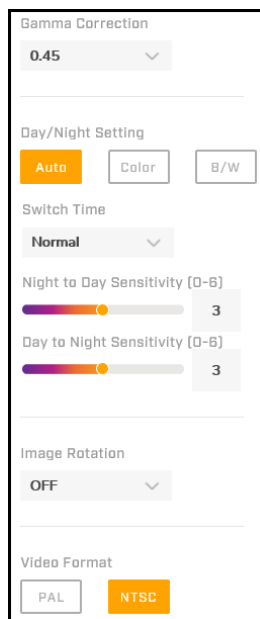 Gamma Correction
0.45
Day/Night Setting
Auto Color B/W
Switch Time
Normal
Night to Day Sensitivity (0-6)
3
Day to Night Sensitivity (0-6)
3
Image Rotation
OFF
Video Format
PAL NTSC